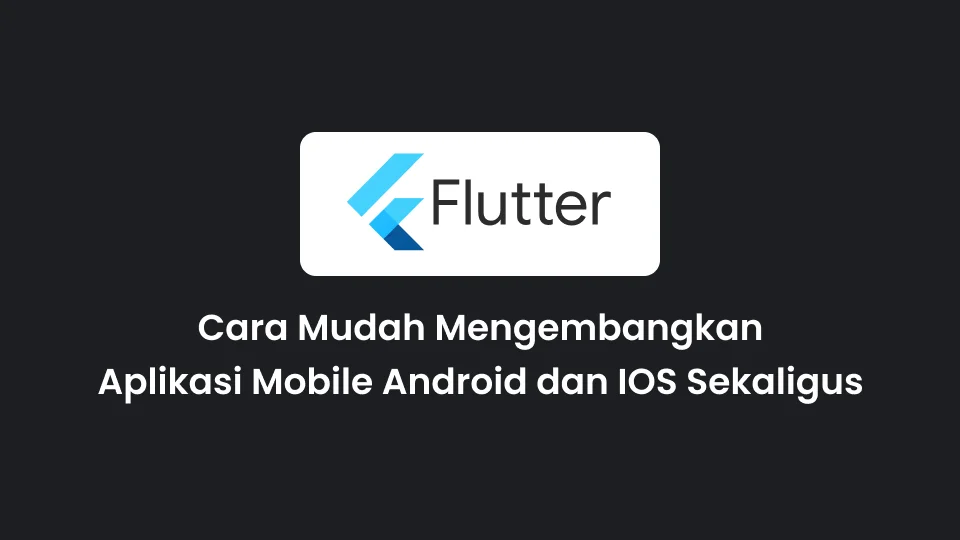 Flutter
Cara Mudah Mengembangkan
Aplikasi Mobile Android dan IOS Sekaligus